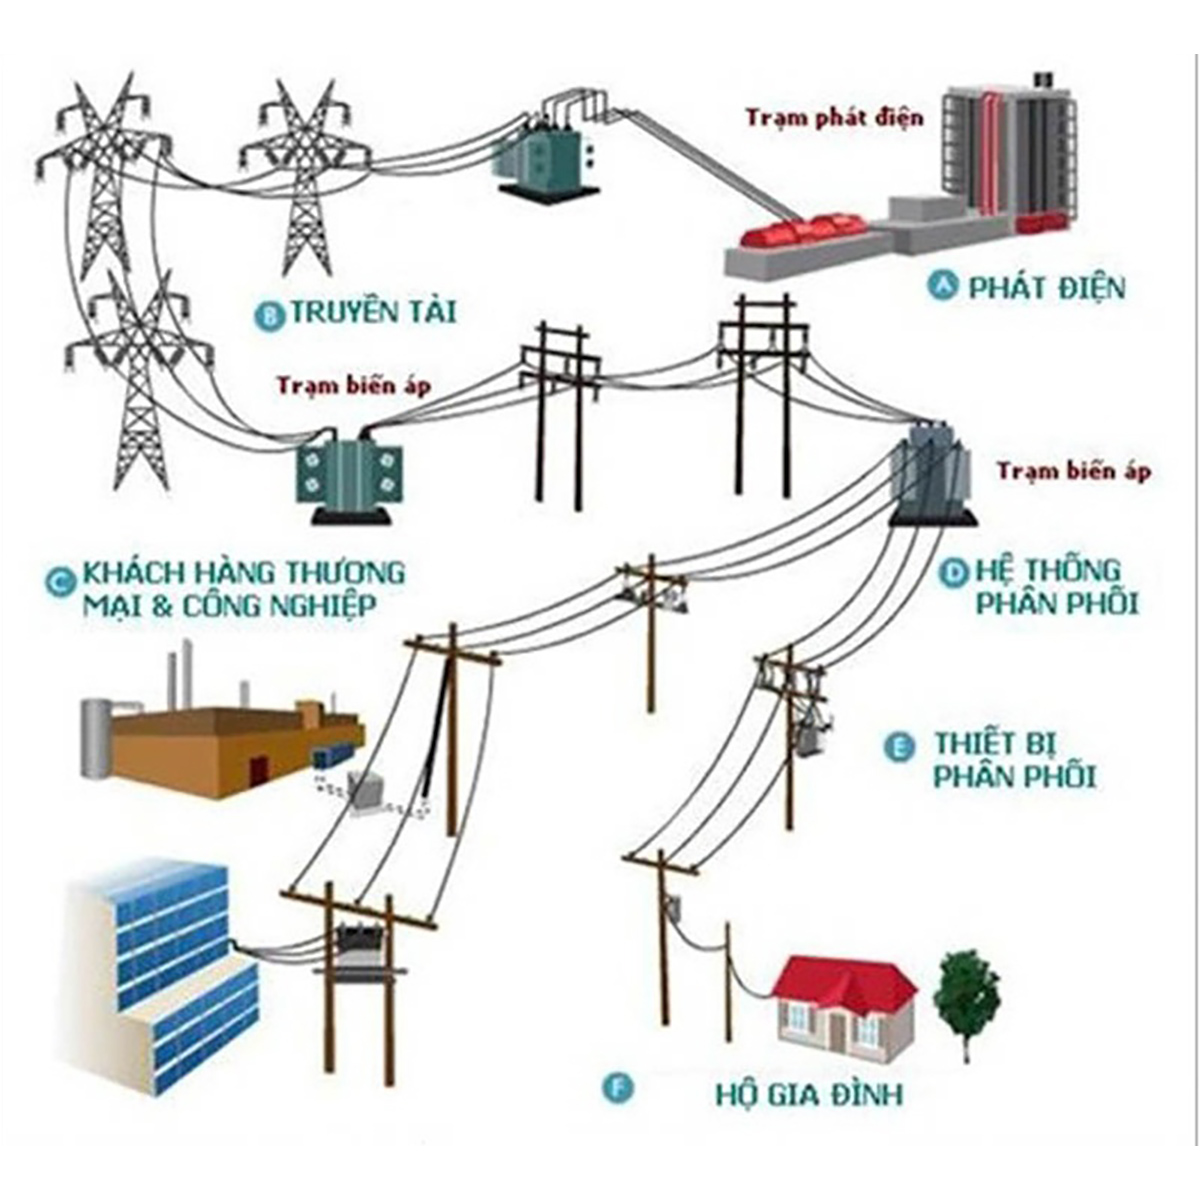 Trạm phát điện
A PHÁT ĐIỆN
B TRUYỀN TẢI
Trạm biến áp
Trạm biến áp
C KHÁCH HÀNG THƯƠNG
MẠI & CÔNG NGHIỆP
D HỆ THỐNG
PHÂN PHỐI
E THIẾT BỊ
PHÂN PHỐI
F HỘ GIA ĐÌNH